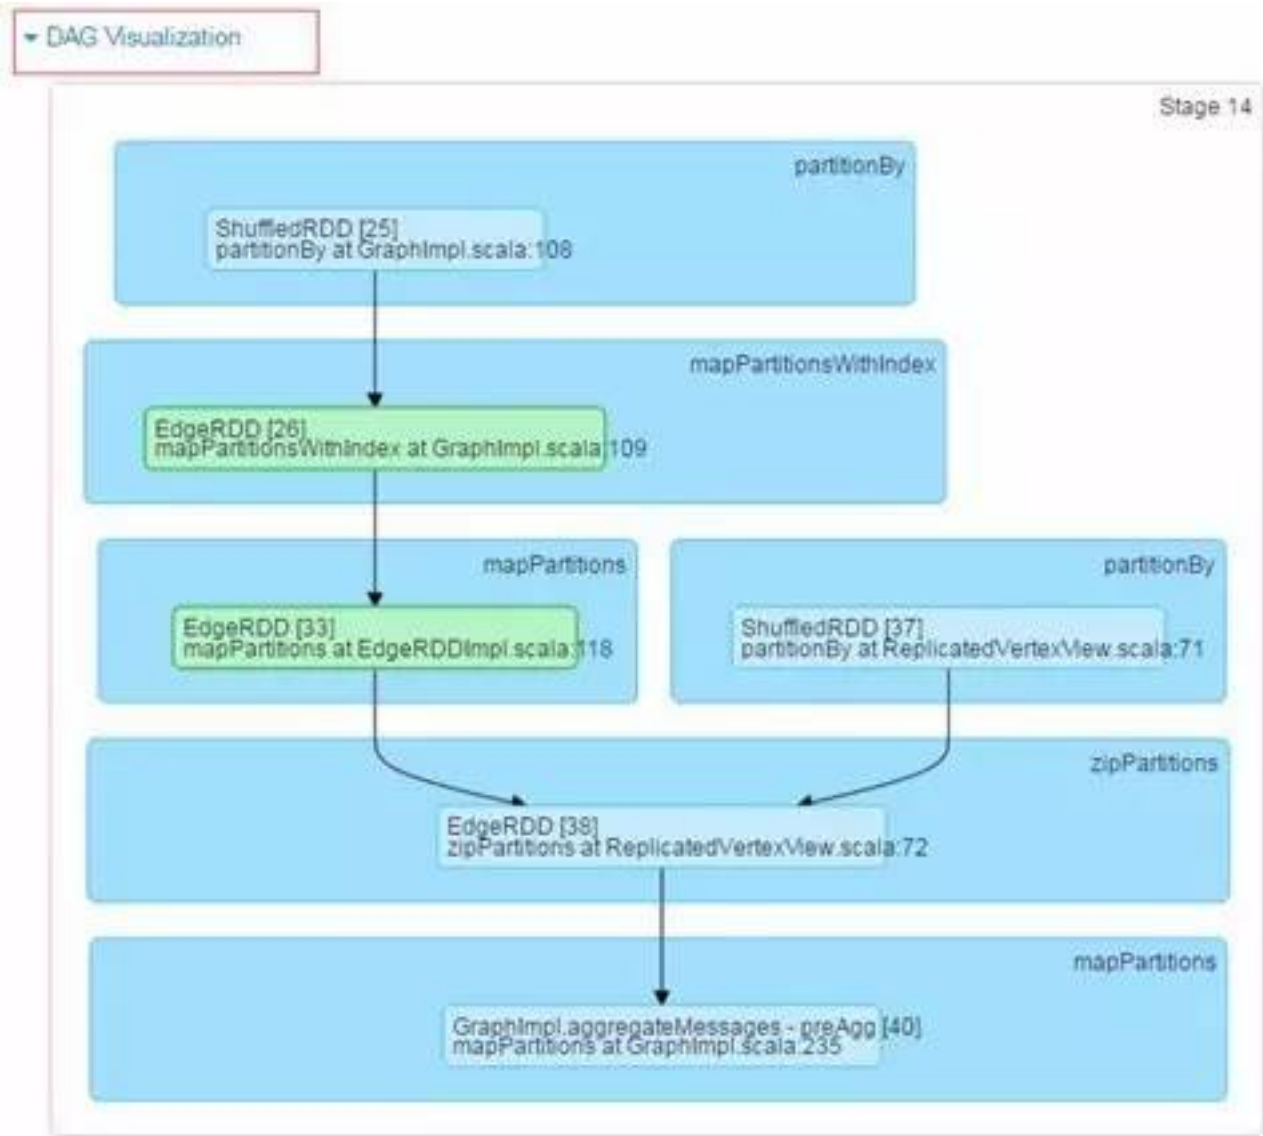 DAG Visualization
Stage 14
partitionBy
ShuffledRDD [25]
partitionBy at GraphImpl.scala:108
mapPartitionsWithIndex
EdgeRDD [26]
mapPartitionsWithIndex at GraphImpl.scala:109
mapPartitions
EdgeRDD [33]
mapPartitions at EdgeRDDImpl.scala:118
partitionBy
ShuffledRDD [37]
partitionBy at ReplicatedVertexView.scala:71
zipPartitions
EdgeRDD [38]
zipPartitions at ReplicatedVertexView.scala:72
mapPartitions
GraphImpl.aggregateMessages - preAgg [40]
mapPartitions at GraphImpl.scala:235